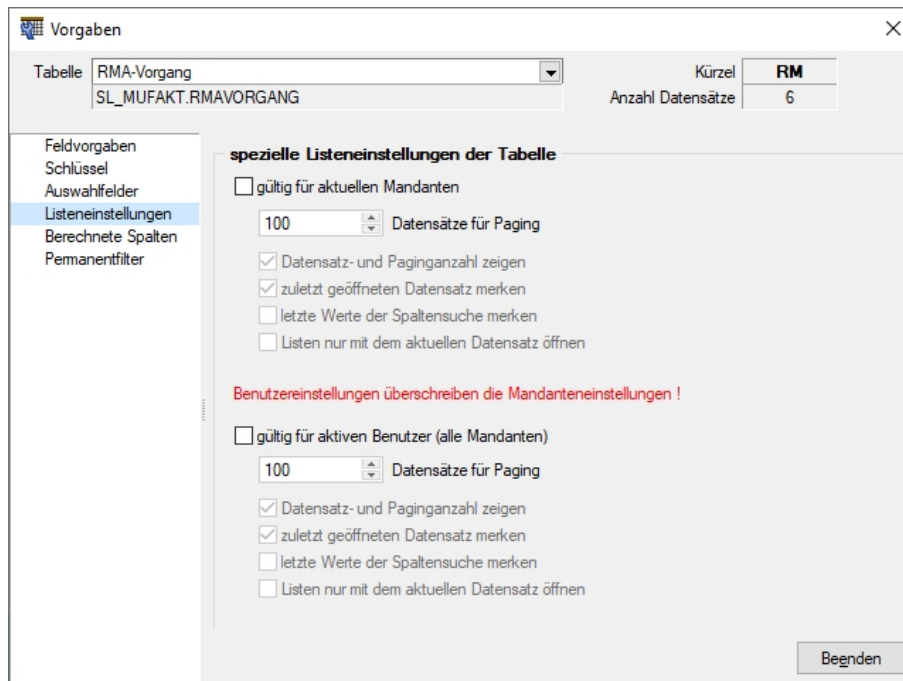 Vorgaben
Tabelle RMA-Vorgang Kürzel RM
SL_MUFAKT.RMAVORGANG Anzahl Datensätze 6
Feldvorgaben
Schlüssel
Auswahlfelder
Listeneinstellungen
Berechnete Spalten
Permanentfilter
spezielle Listeneinstellungen der Tabelle
gültig für aktuellen Mandanten
100 Datensätze für Paging
Datensatz- und Paginganzahl zeigen
zuletzt geöffneten Datensatz merken
letzte Werte der Spaltensuche merken
Listen nur mit dem aktuellen Datensatz öffnen
Benutzereinstellungen überschreiben die Mandanteneinstellungen !
gültig für aktiven Benutzer (alle Mandanten)
100 Datensätze für Paging
Datensatz- und Paginganzahl zeigen
zuletzt geöffneten Datensatz merken
letzte Werte der Spaltensuche merken
Listen nur mit dem aktuellen Datensatz öffnen
Beenden